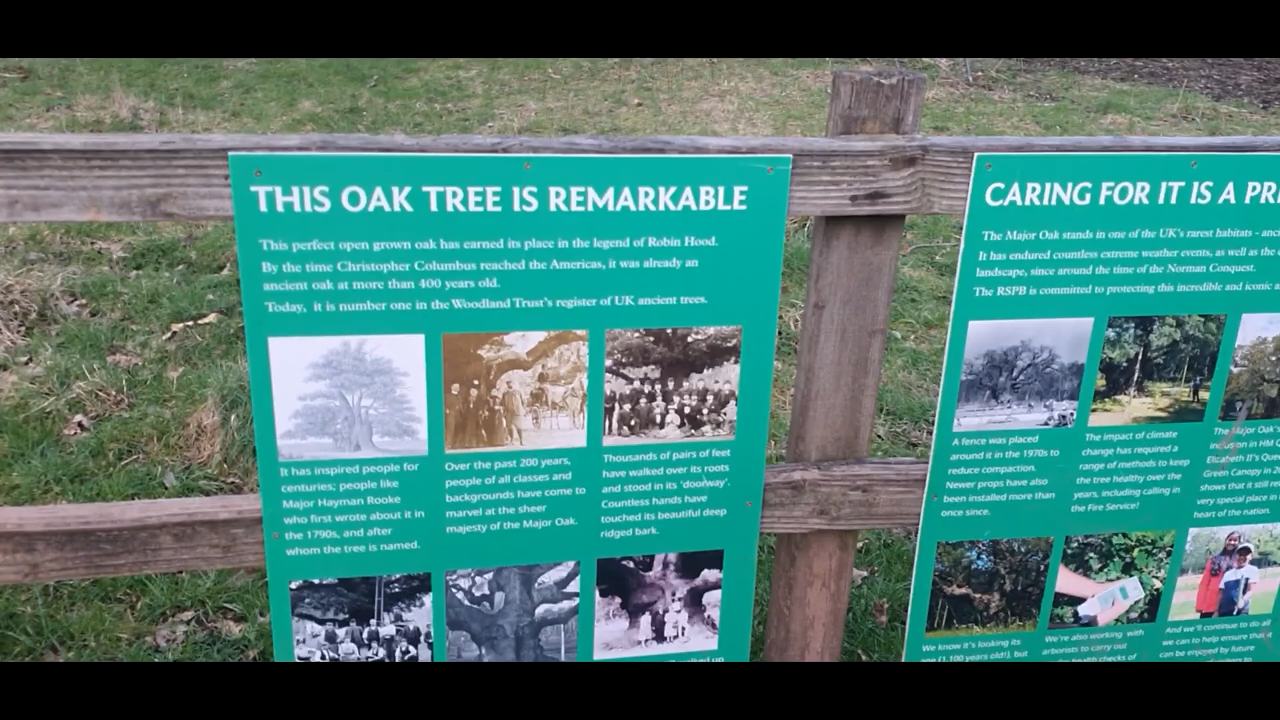 THIS OAK TREE IS REMARKABLE
This perfect open grown oak has earned its place in the legend of Robin Hood.
By the time Christopher Columbus reached the Americas, it was already an
ancient oak at more than 400 years old.
Today, it is number one in the Woodland Trust's register of UK ancient trees.
It has inspired people for
centuries; people like
Major Hayman Rooke
who first wrote about it in
the 1790s, and after
whom the tree is named.
Over the past 200 years,
people of all classes and
backgrounds have come to
marvel at the sheer
majesty of the Major Oak.
Thousands of pairs of feet
have walked over its roots
and stood in its 'doorway'.
Countless hands have
touched its beautiful deep
ridged bark.
CARING FOR IT IS A
The Major Oak stands in one of the UK's rarest habitats -
It has endured countless extreme weather events, as well as the
landscape, since around the time of the Norman Conquest.
The RSPB is committed to protecting this incredible and iconic
A fence was placed
around it in the 1970s to
reduce compaction.
Newer props have also
been installed more than
once since.
The impact of climate
change has required a
range of methods to keep
the tree healthy over the
years, including calling in
the Fire Service!
The Major Oak's
inclusion in HM
Elizabeth II's
Green Canopy in
shows that it still
very special place in
heart of the nation.
We know it's looking its
age (1,100 years old!), but
We're also working with
arborists to carry out
health checks of
And we'll continue to do all
we can to help ensure that
can be enjoyed by future